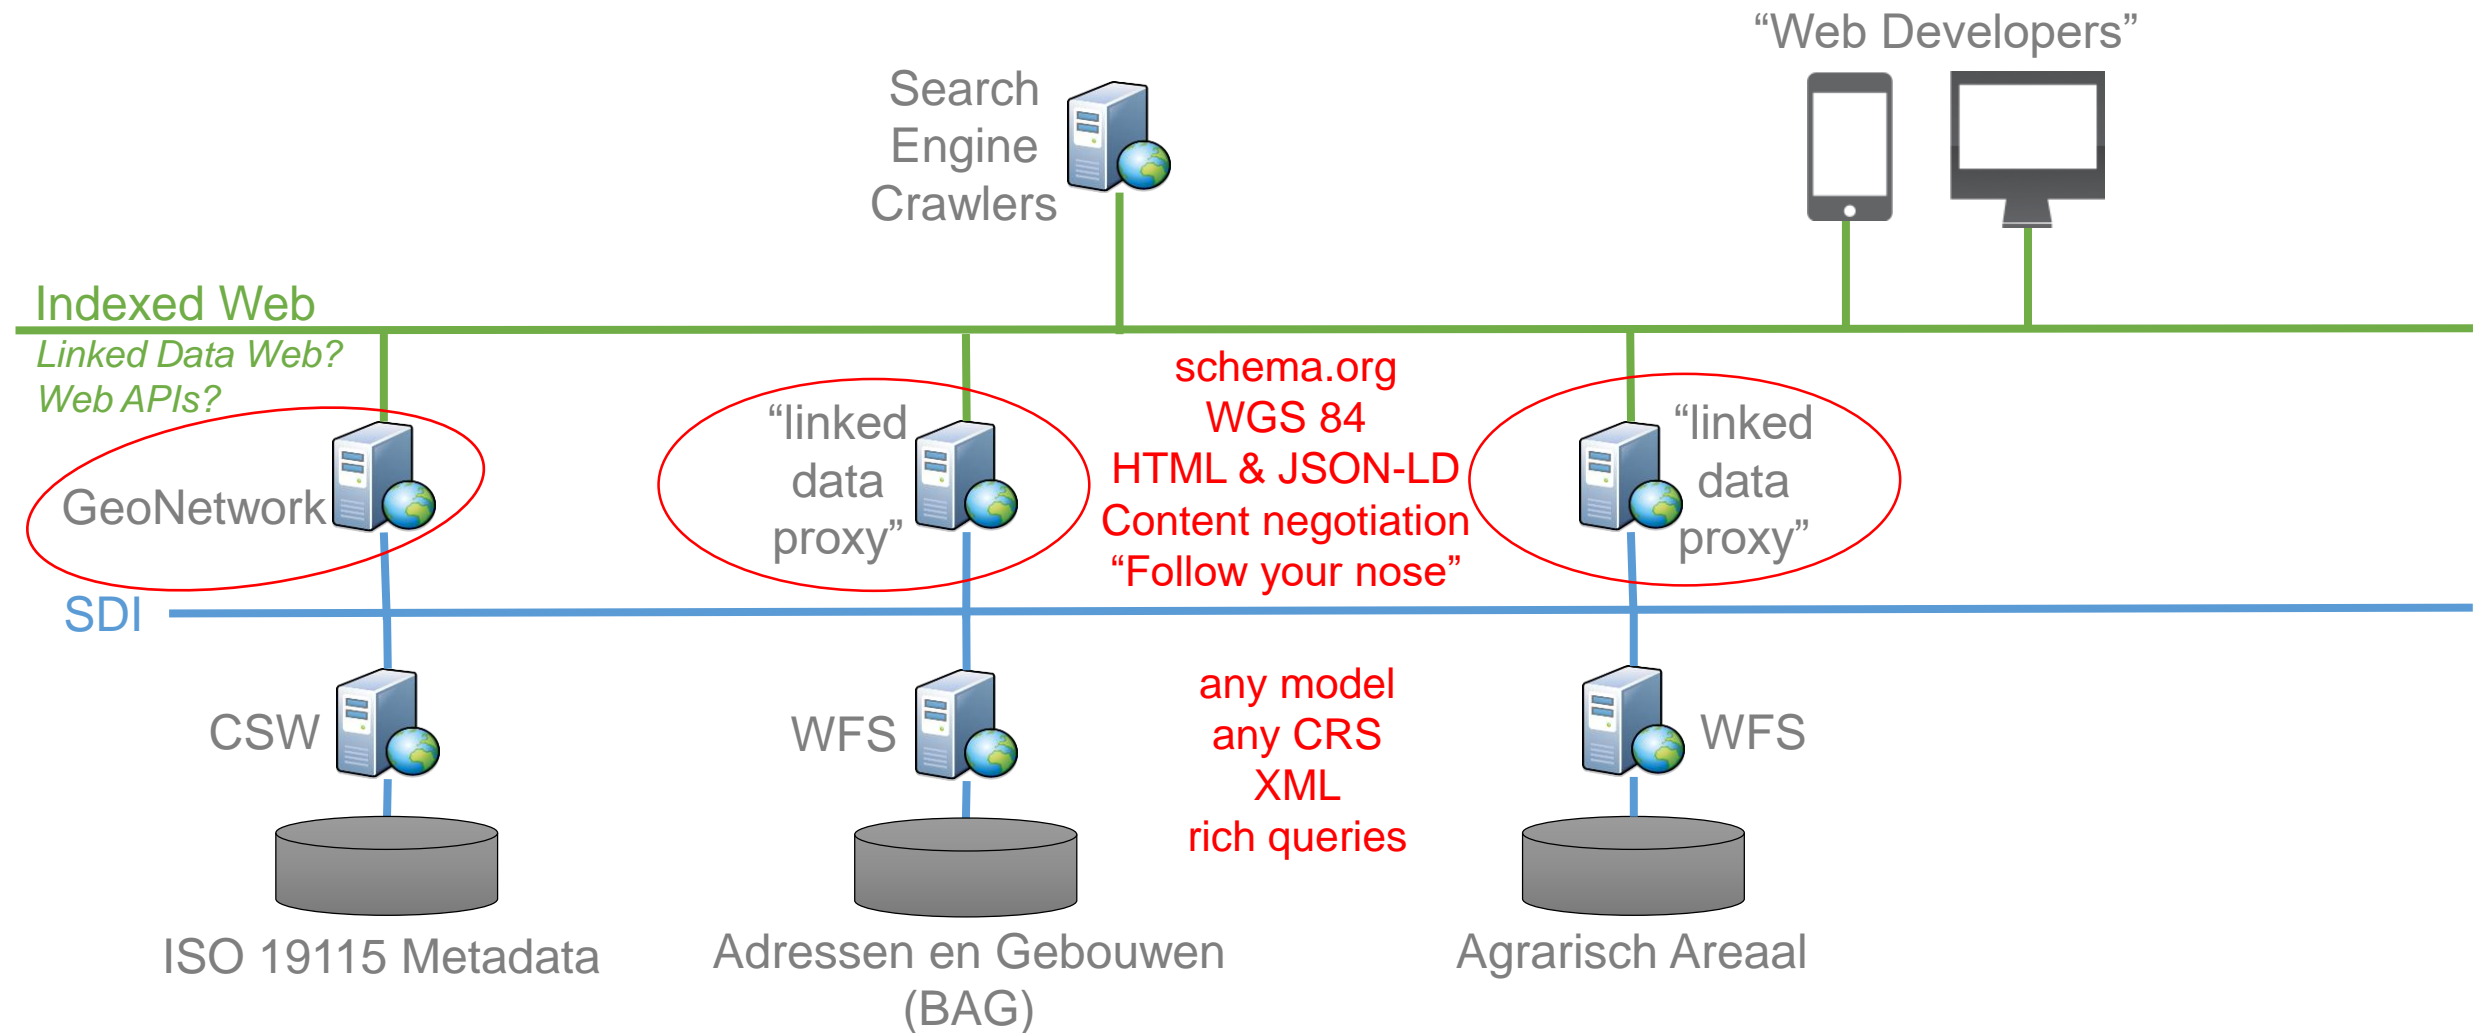 “Web Developers”
Search
Engine
Crawlers
Indexed Web
Linked Data Web?
Web APIs?
GeoNetwork
“linked
data
proxy”
schema.org
WGS 84
HTML & JSON-LD
Content negotiation
“Follow your nose”
“linked
data
proxy”
SDI
CSW
WFS
any model
any CRS
XML
rich queries
WFS
ISO 19115 Metadata
Adressen en Gebouwen
(BAG)
Agrarisch Areaal